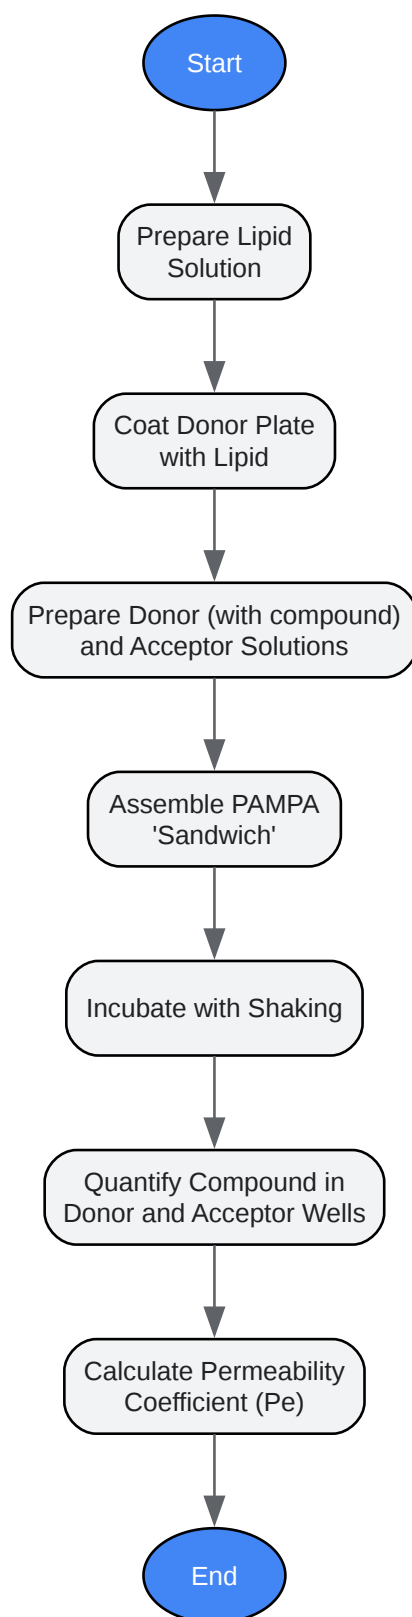 Start
Prepare Lipid
Solution
Coat Donor Plate
with Lipid
Prepare Donor (with compound)
and Acceptor Solutions
Assemble PAMPA
'Sandwich'
Incubate with Shaking
Quantify Compound in
Donor and Acceptor Wells
Calculate Permeability
Coefficient (Pe)
End